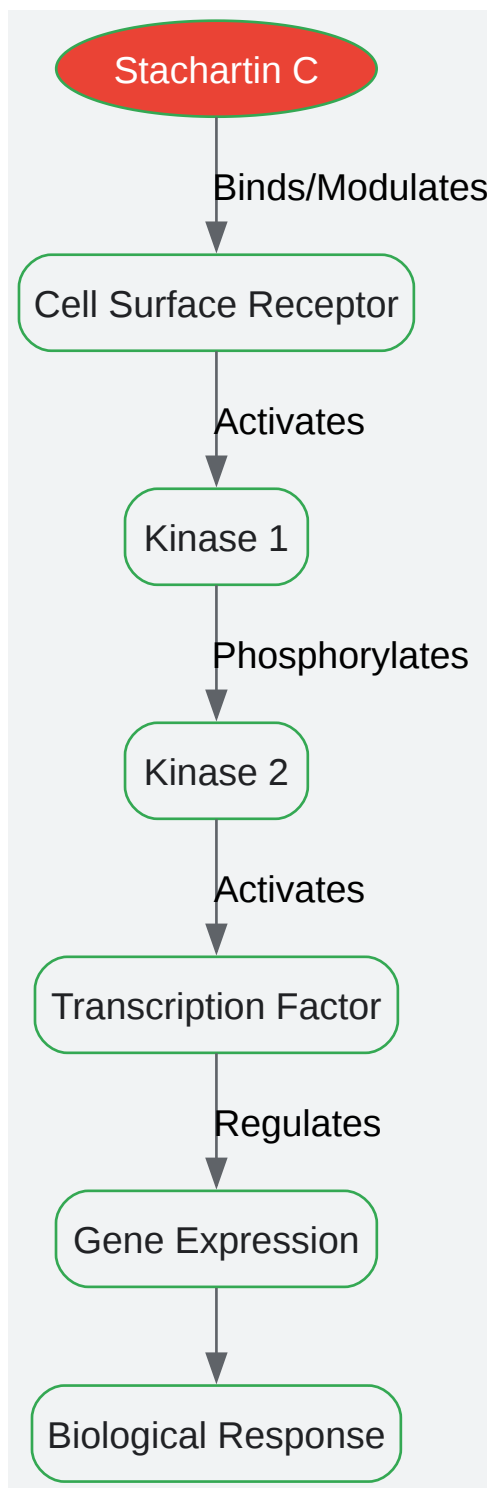 Stachartin C
Binds/Modulates
Cell Surface Receptor
Activates
Kinase 1
Phosphorylates
Kinase 2
Activates
Transcription Factor
Regulates
Gene Expression
Biological Response